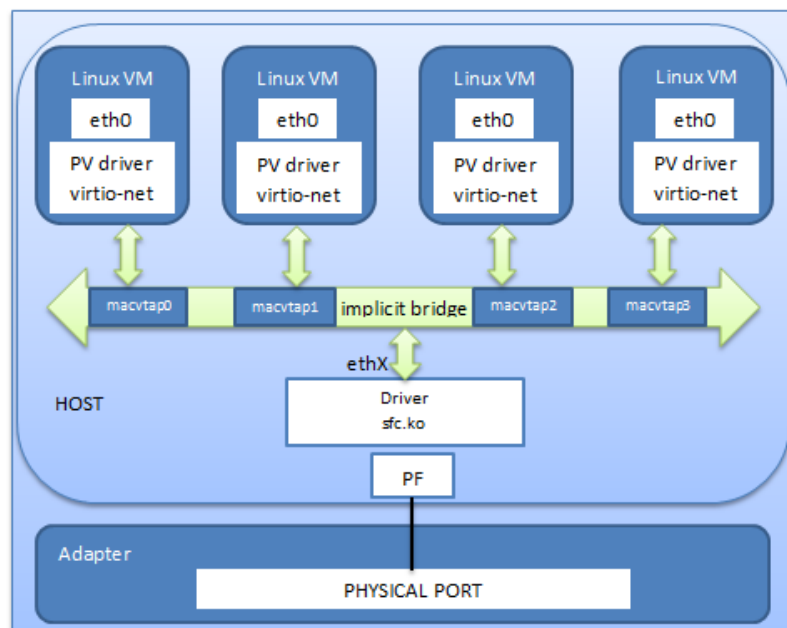 Linux VM
eth0
PV driver
virtio-net
Linux VM
eth0
PV driver
virtio-net
Linux VM
eth0
PV driver
virtio-net
Linux VM
eth0
PV driver
virtio-net
macvtap0
macvtap1
implicit bridge
macvtap2
macvtap3
ethX
HOST
Driver
sfc.ko
PF
Adapter
PHYSICAL PORT